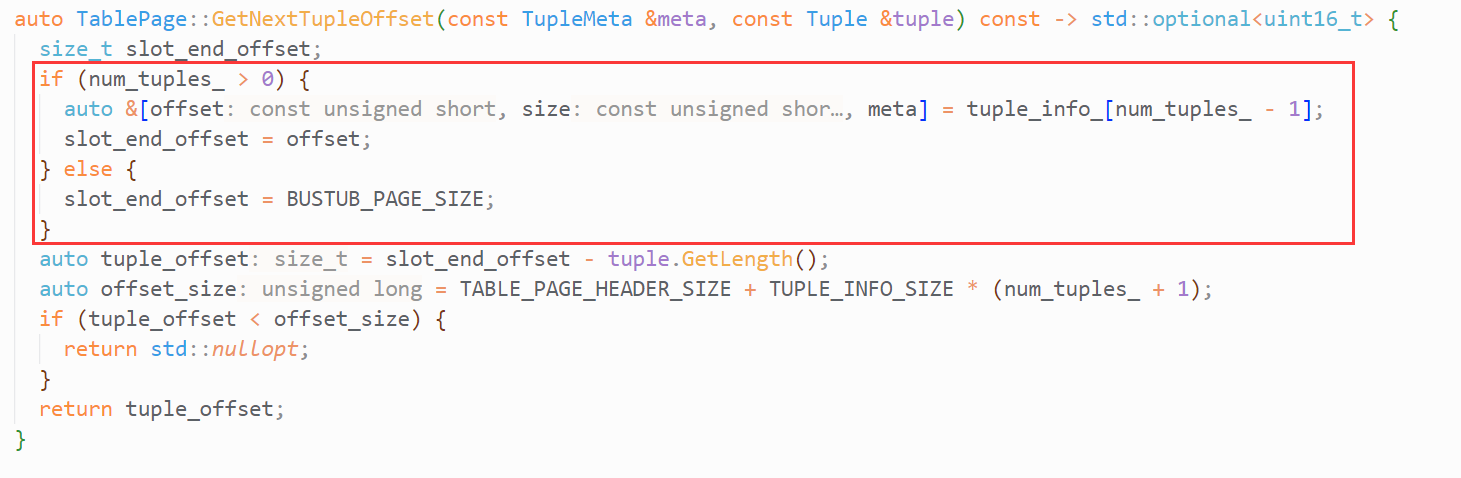 auto TablePage::GetNextTupleOffset(const TupleMeta &meta, const Tuple &tuple) const -> std::optional<uint16_t> {
size_t slot_end_offset;
if (num_tuples_ > 0) {
auto &[offset: const unsigned short, size: const unsigned shor…, meta] = tuple_info_[num_tuples_ - 1];
slot_end_offset = offset;
} else {
slot_end_offset = BUSTUB_PAGE_SIZE;
}
auto tuple_offset: size_t = slot_end_offset - tuple.GetLength();
auto offset_size: unsigned long = TABLE_PAGE_HEADER_SIZE + TUPLE_INFO_SIZE * (num_tuples_ + 1);
if (tuple_offset < offset_size) {
return std::nullopt;
}
return tuple_offset;
}